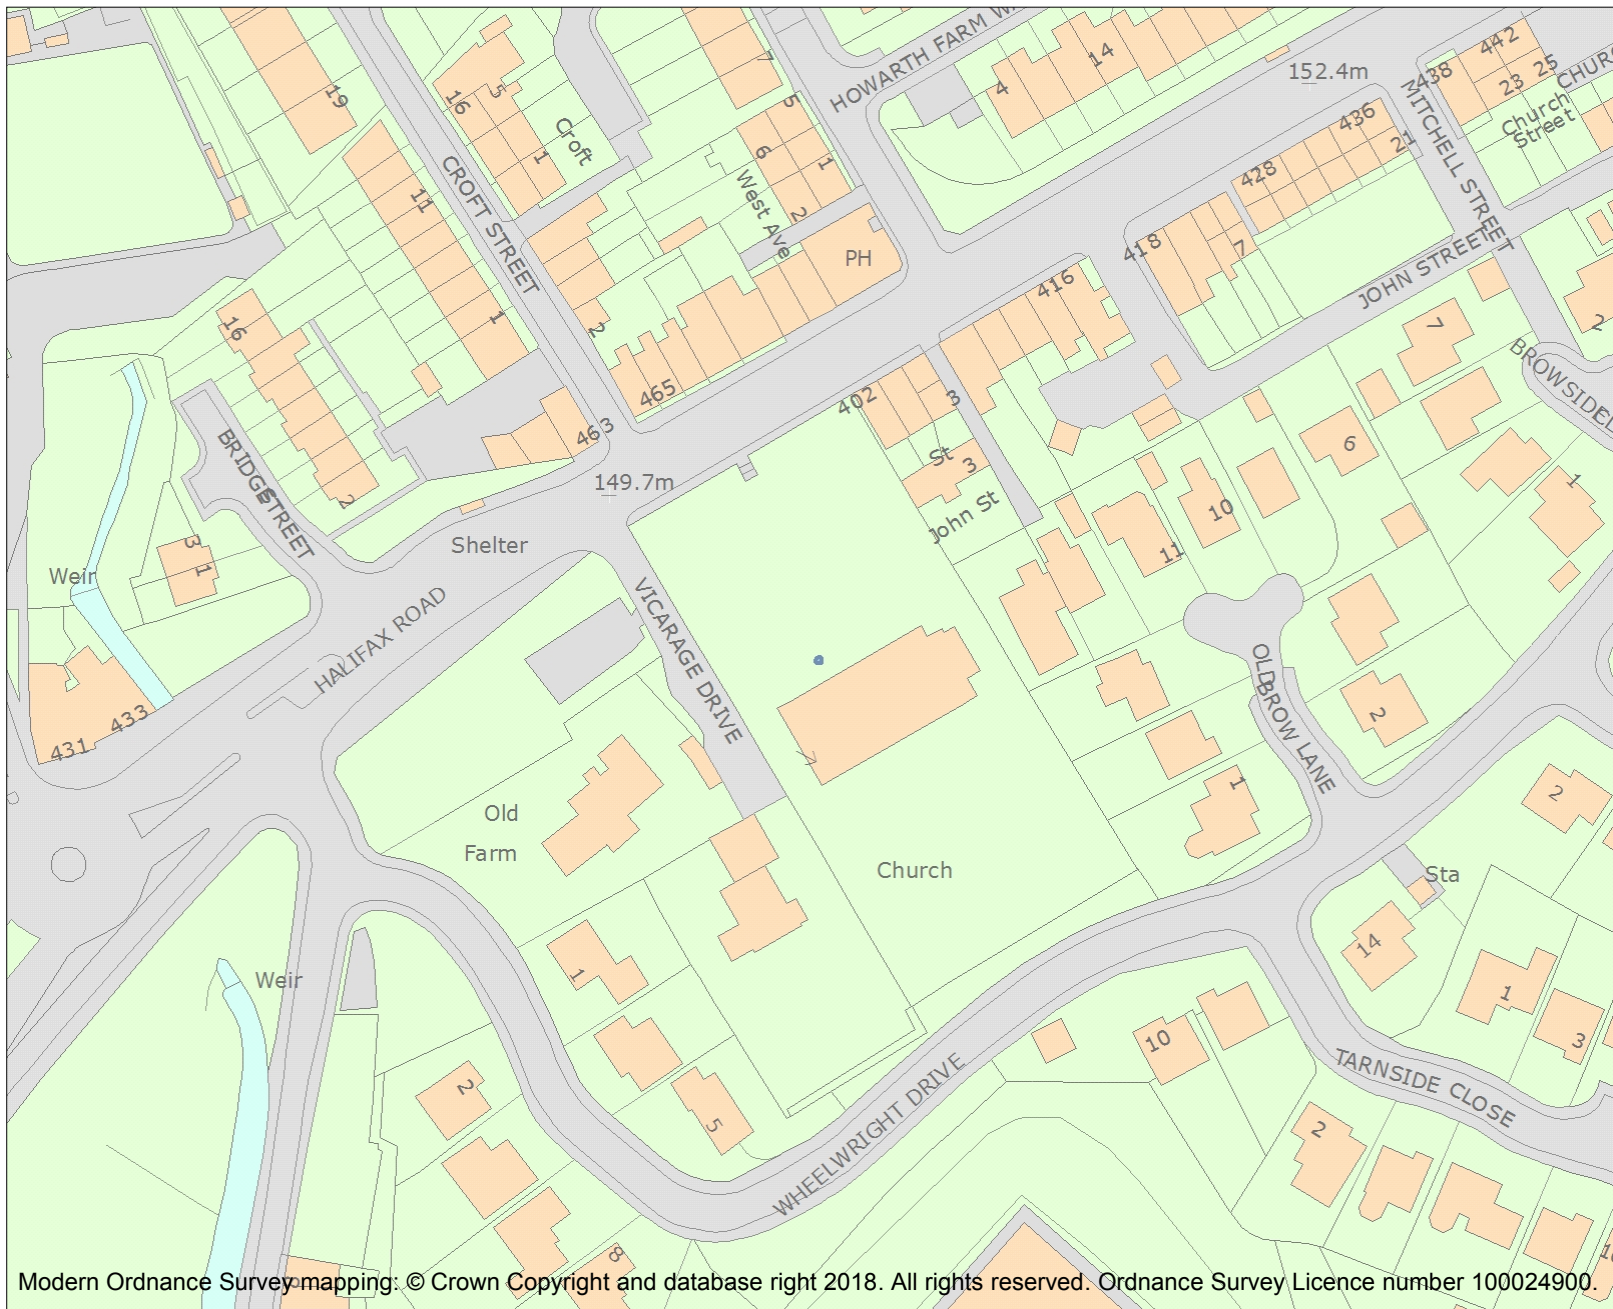 HOWARTH FARM W
152.4m
442
438
23 25
CHURC
Church
Street
MITCHELL STREET
19
16
5
1
Croft
7
5
6
1
2
West Ave
4
14
436
21
428
CROFT STREET
11
1
2
PH
418
7
416
JOHN STREET
7
2
BROWSIDE
16
465
463
402
3
St
3
John St
149.7m
6
1
BRIDGE STREET
2
Shelter
10
11
3
1
Weir
HALIFAX ROAD
VICARAGE DRIVE
OLD BROW LANE
2
433
431
1
2
Old
Farm
Church
Sta
14
1
3
1
Weir
10
TARNSIDE CLOSE
2
5
2
WHEELWRIGHT DRIVE
8
Modern Ordnance Survey mapping: © Crown Copyright and database right 2018. All rights reserved. Ordnance Survey Licence number 100024900.